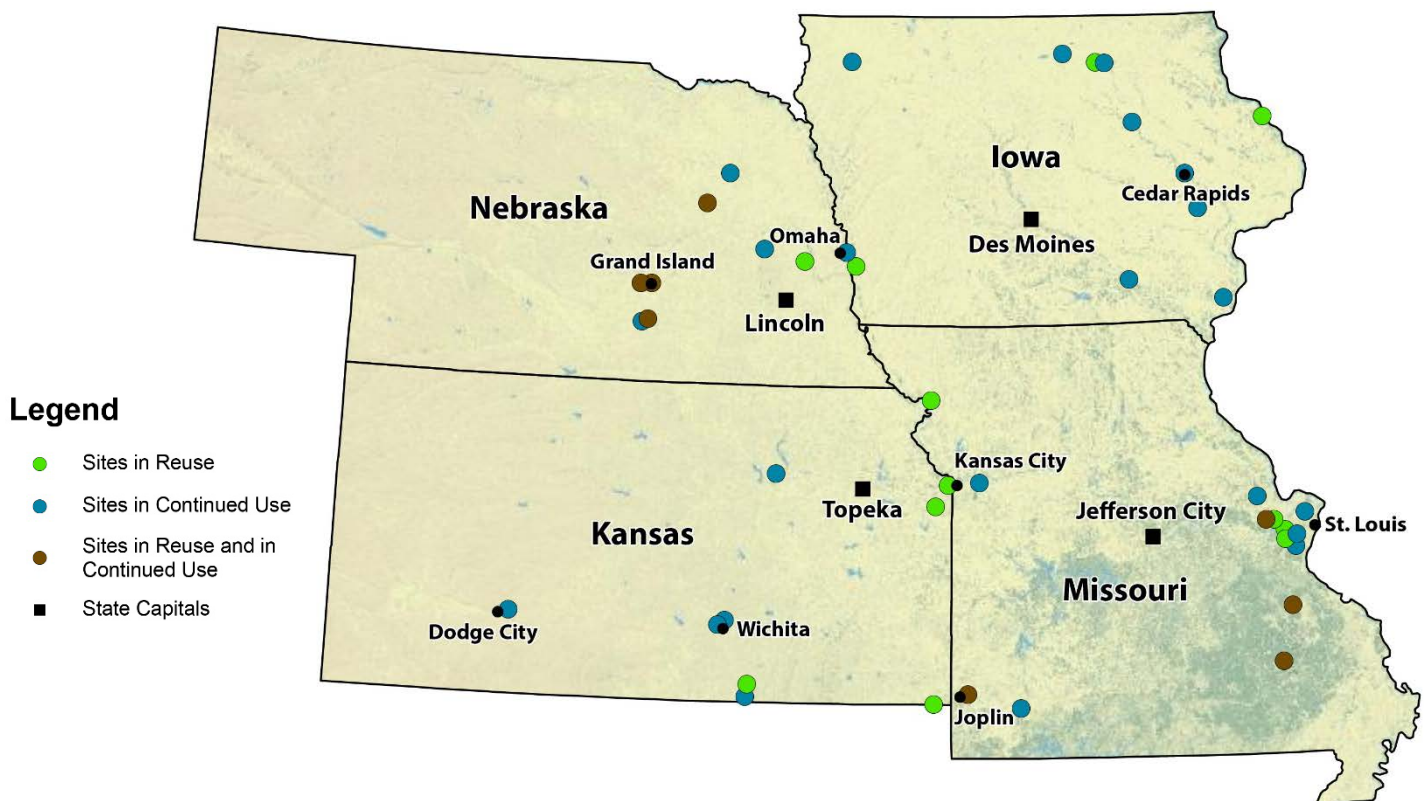 Iowa
Cedar Rapids
Des Moines
Nebraska
Omaha
Grand Island
Lincoln
Legend
Sites in Reuse
Sites in Continued Use
Sites in Reuse and in
Continued Use
State Capitals
Kansas City
Topeka
Kansas
Jefferson City
St. Louis
Missouri
Dodge City
Wichita
Joplin